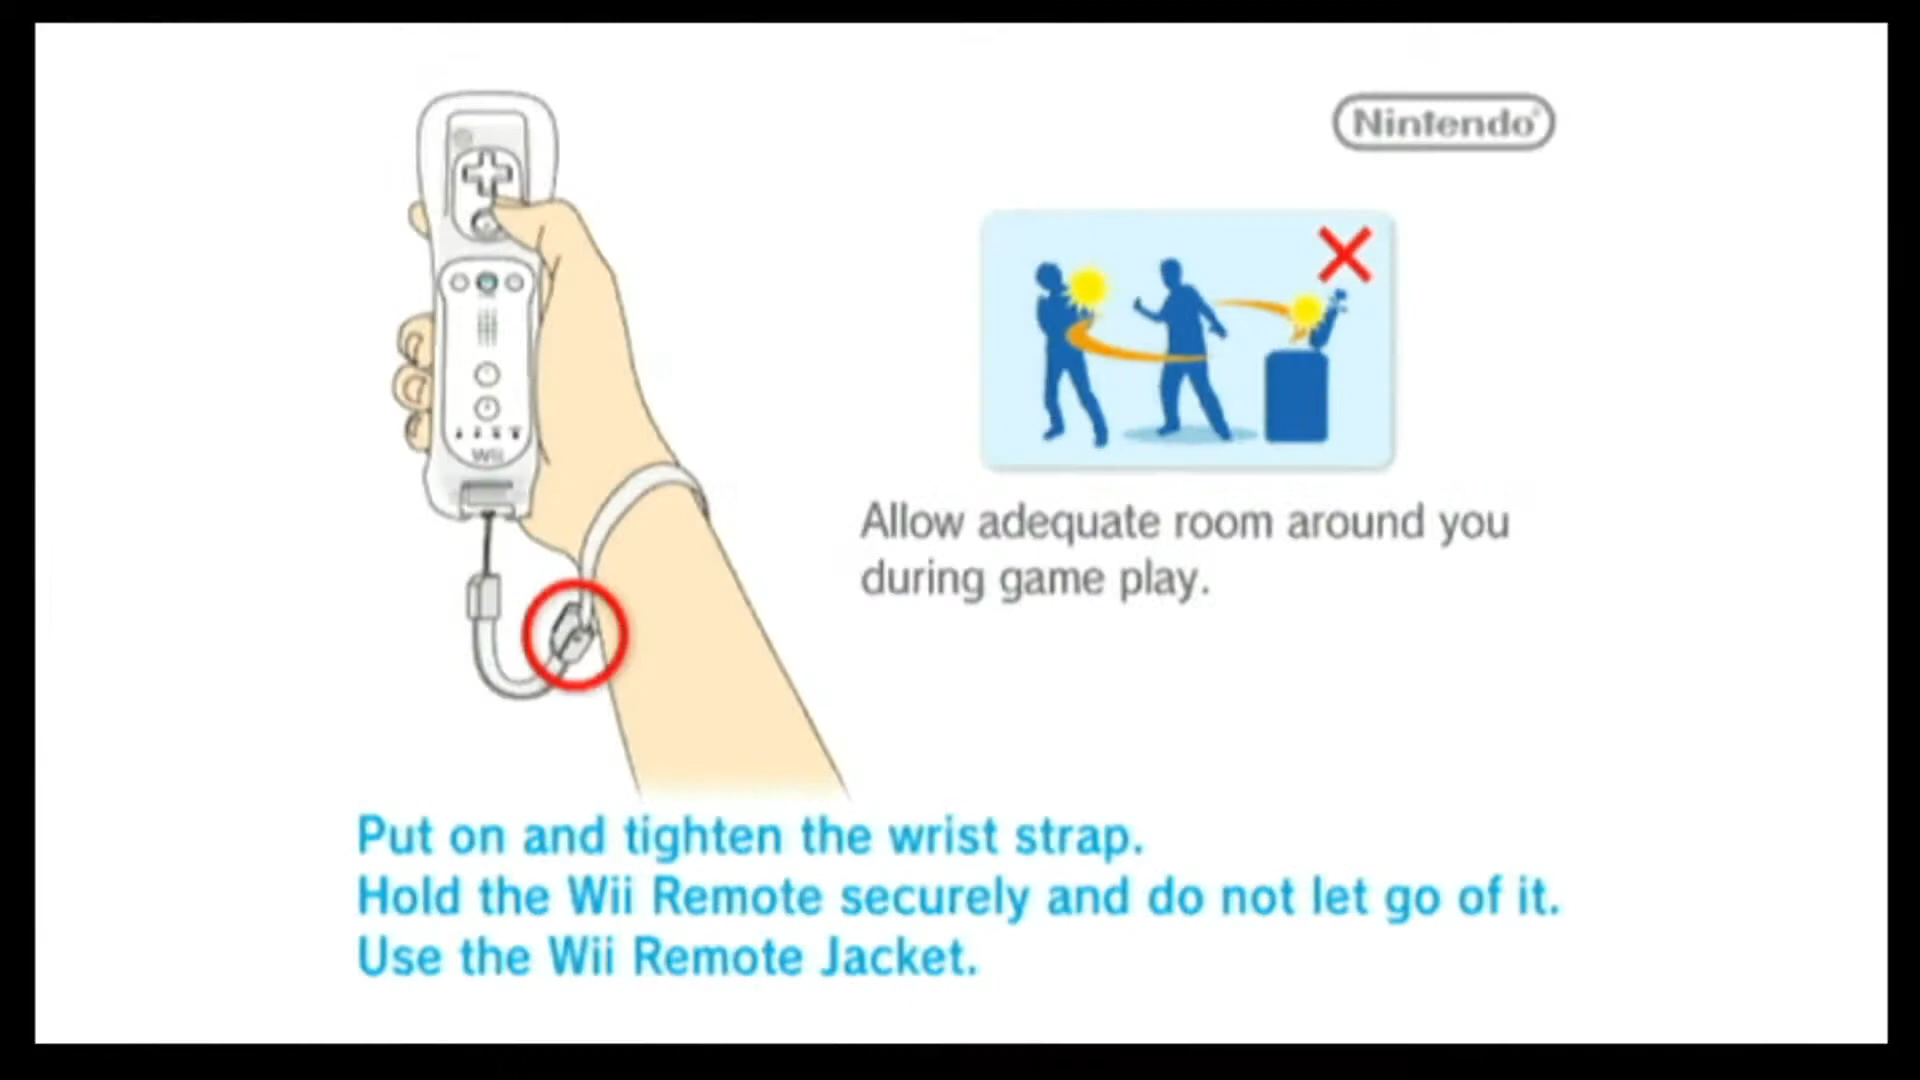 Nintendo
Allow adequate room around you
during game play.
Wii
Put on and tighten the wrist strap.
Hold the Wii Remote securely and do not let go of it.
Use the Wii Remote Jacket.